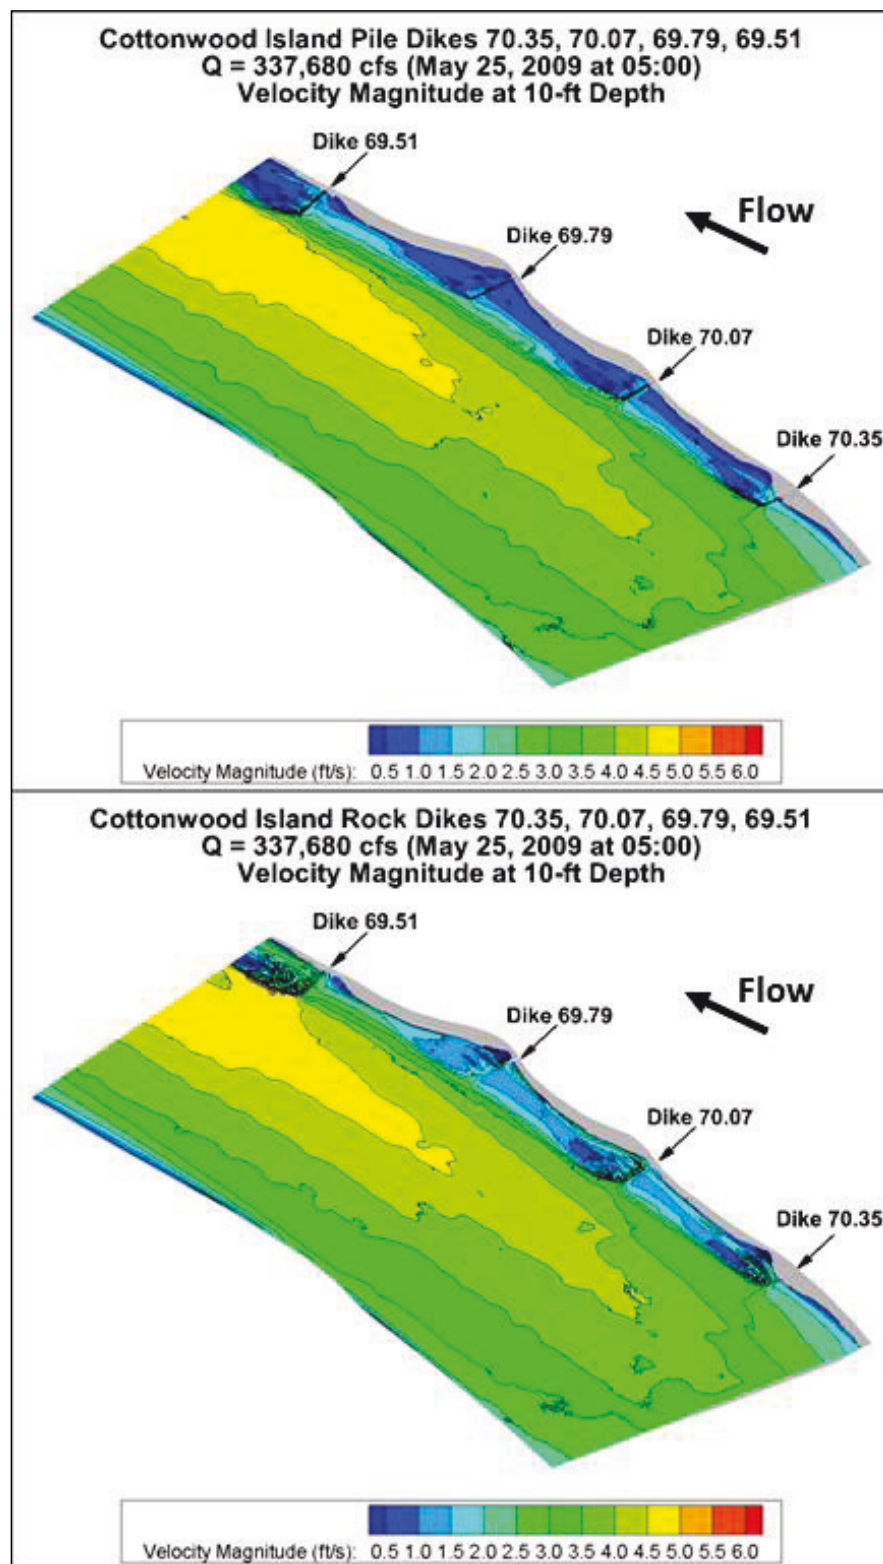 Cottonwood Island Pile Dikes 70.35, 70.07, 69.79, 69.51
Q = 337,680 cfs (May 25, 2009 at 05:00)
Velocity Magnitude at 10-ft Depth
Dike 69.51
Flow
Dike 69.79
Dike 70.07
Dike 70.35
Velocity Magnitude (ft/s): 0.5 1.0 1.5 2.0 2.5 3.0 3.5 4.0 4.5 5.0 5.5 6.0
Cottonwood Island Rock Dikes 70.35, 70.07, 69.79, 69.51
Q = 337,680 cfs (May 25, 2009 at 05:00)
Velocity Magnitude at 10-ft Depth
Dike 69.51
Flow
Dike 69.79
Dike 70.07
Dike 70.35
Velocity Magnitude (ft/s): 0.5 1.0 1.5 2.0 2.5 3.0 3.5 4.0 4.5 5.0 5.5 6.0